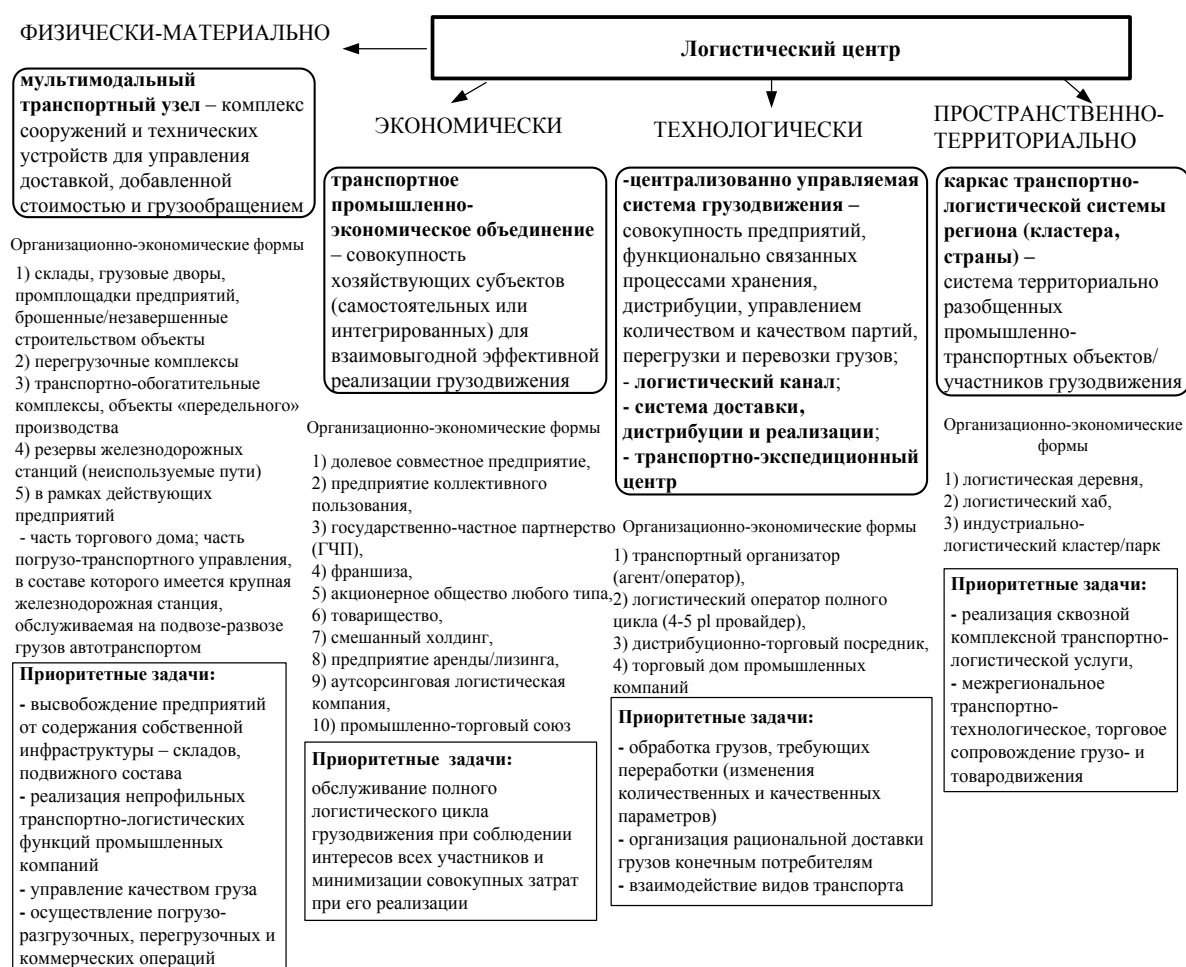 Логистический центр
ФИЗИЧЕСКИ-МАТЕРИАЛЬНО
мультимодальный
транспортный узел – комплекс
сооружений и технических
устройств для управления
доставкой, добавленной
стоимостью и грузообращением
Организационно-экономические формы
1) склады, грузовые дворы,
промплощадки предприятий,
брошенные/незавершенные
строительством объекты
2) перегрузочные комплексы
3) транспортно-обогатительные
комплексы, объекты «передельного»
производства
4) резервы железнодорожных
станций (неиспользуемые пути)
5) в рамках действующих
предприятий
- часть торгового дома; часть
погрузо-транспортного управления,
в составе которого имеется крупная
железнодорожная станция,
обслуживаемая на подвозе-развозе
грузов автотранспортом
Приоритетные задачи:
- высвобождение предприятий
от содержания собственной
инфраструктуры – складов,
подвижного состава
- реализация непрофильных
транспортно-логистических
функций промышленных
компаний
- управление качеством груза
- осуществление погрузо-
разгрузочных, перегрузочных и
коммерческих операций
ЭКОНОМИЧЕСКИ
транспортное
промышленно-
экономическое объединение
– совокупность
хозяйствующих субъектов
(самостоятельных или
интегрированных) для
взаимовыгодной эффективной
реализации грузодвижения
Организационно-экономические формы
1) долевое совместное предприятие,
2) предприятие коллективного
пользования,
3) государственно-частное партнерство
(ГЧП),
4) франшиза,
5) акционерное общество любого типа,
6) товарищество,
7) смешанный холдинг,
8) предприятие аренды/лизинга,
9) аутсорсинговая логистическая
компания,
10) промышленно-торговый союз
Приоритетные задачи:
обслуживание полного
логистического цикла
грузодвижения при соблюдении
интересов всех участников и
минимизации совокупных затрат
при его реализации
ТЕХНОЛОГИЧЕСКИ
-централизованно управляемая
система грузодвижения –
совокупность предприятий,
функционально связанных
процессами хранения,
дистрибуции, управлением
количеством и качеством партий,
перегрузки и перевозки грузов;
- логистический канал;
- система доставки,
дистрибуции и реализации;
- транспортно-экспедиционный
центр
Организационно-экономические формы
1) транспортный организатор
(агент/оператор),
2) логистический оператор полного
цикла (4-5 pl провайдер),
3) дистрибуционно-торговый посредник,
4) торговый дом промышленных
компаний
Приоритетные задачи:
- обработка грузов, требующих
переработки (изменения
количественных и качественных
параметров)
- организация рациональной доставки
грузов конечным потребителям
- взаимодействие видов транспорта
ПРОСТРАНСТВЕННО-
ТЕРРИТОРИАЛЬНО
каркас транспортно-
логистической системы
региона (кластера,
страны) –
система территориально
разобщенных
промышленно-
транспортных объектов/
участников грузодвижения
Организационно-экономические
формы
1) логистическая деревня,
2) логистический хаб,
3) индустриально-
логистический кластер/парк
Приоритетные задачи:
- реализация сквозной
комплексной транспортно-
логистической услуги,
- межрегиональное
транспортно-
технологическое, торговое
сопровождение грузо- и
товародвижения